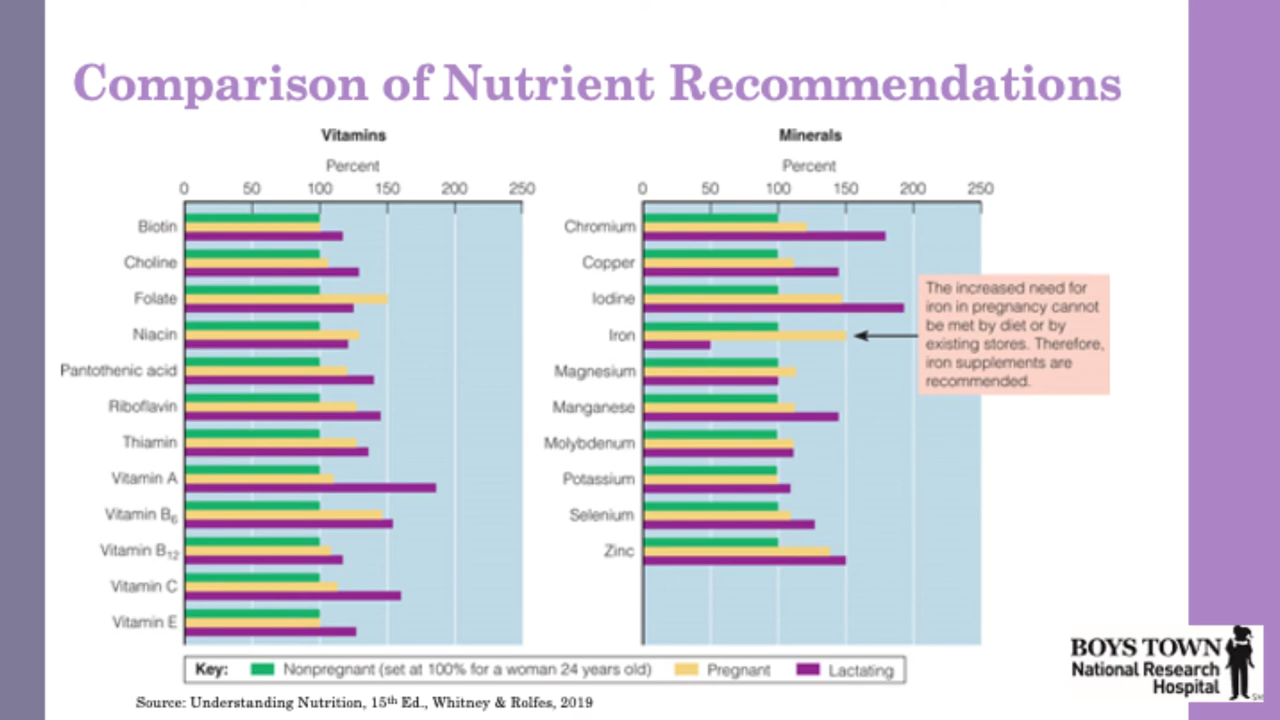 Comparison of Nutrient Recommendations
Vitamins
Percent
0 50 100 150 200 250
Biotin
Choline
Folate
Niacin
Pantothenic acid
Riboflavin
Thiamin
Vitamin A
Vitamin B6
Vitamin B12
Vitamin C
Vitamin E
Minerals
Percent
0 50 100 150 200 250
Chromium
Copper
Iodine
Iron
Magnesium
Manganese
Molybdenum
Potassium
Selenium
Zinc
The increased need for
iron in pregnancy cannot
be met by diet or by
existing stores. Therefore,
iron supplements are
recommended.
Key: Nonpregnant (set at 100% for a woman 24 years old) Pregnant Lactating
Source: Understanding Nutrition, 15th Ed., Whitney & Rolfes, 2019
BOYS TOWN
National Research
Hospital